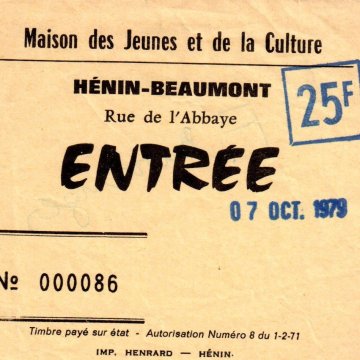 Maison des Jeunes et de la Culture
HÉNIN-BEAUMONT
25F
Rue de l'Abbaye
ENTRÉE
07 OCT. 1979
Nº 000086
Timbre payé sur état - Autorisation Numéro 8 du 1-2-71
IMP. HENRARD — HÉNIN-